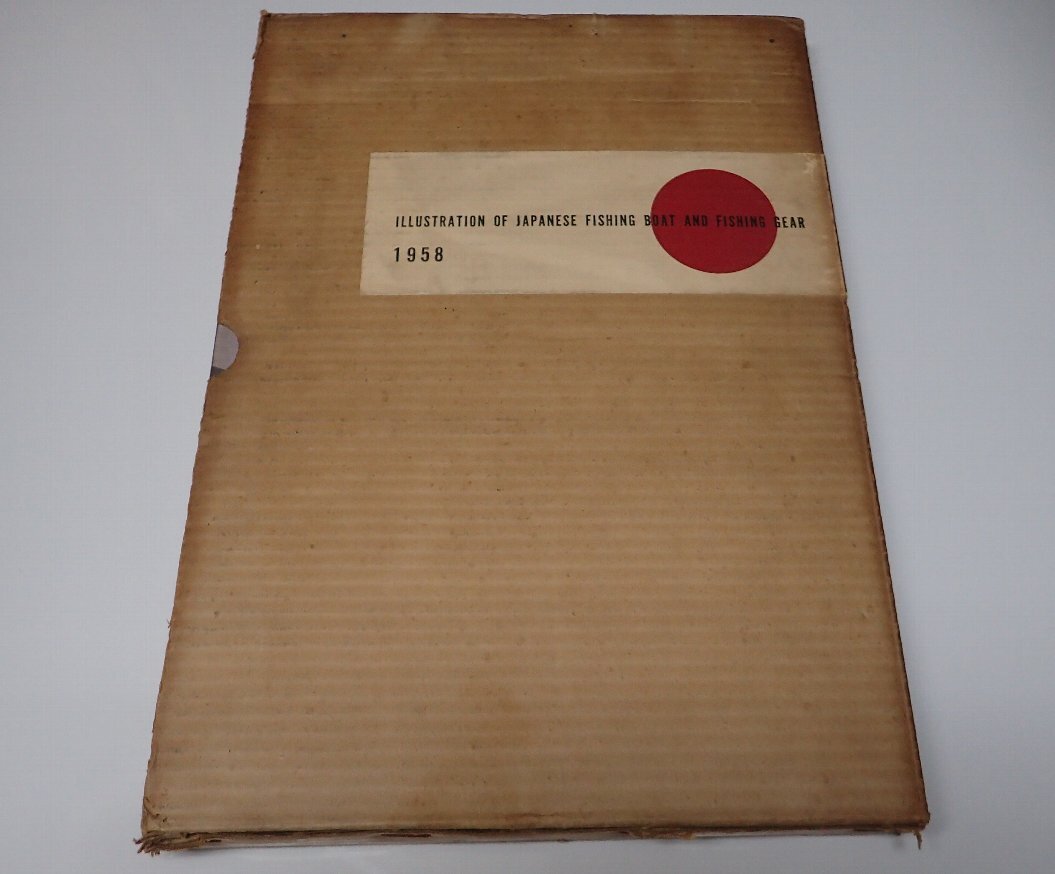 ILLUSTRATION OF JAPANESE FISHING BOAT AND FISHING GEAR
1958